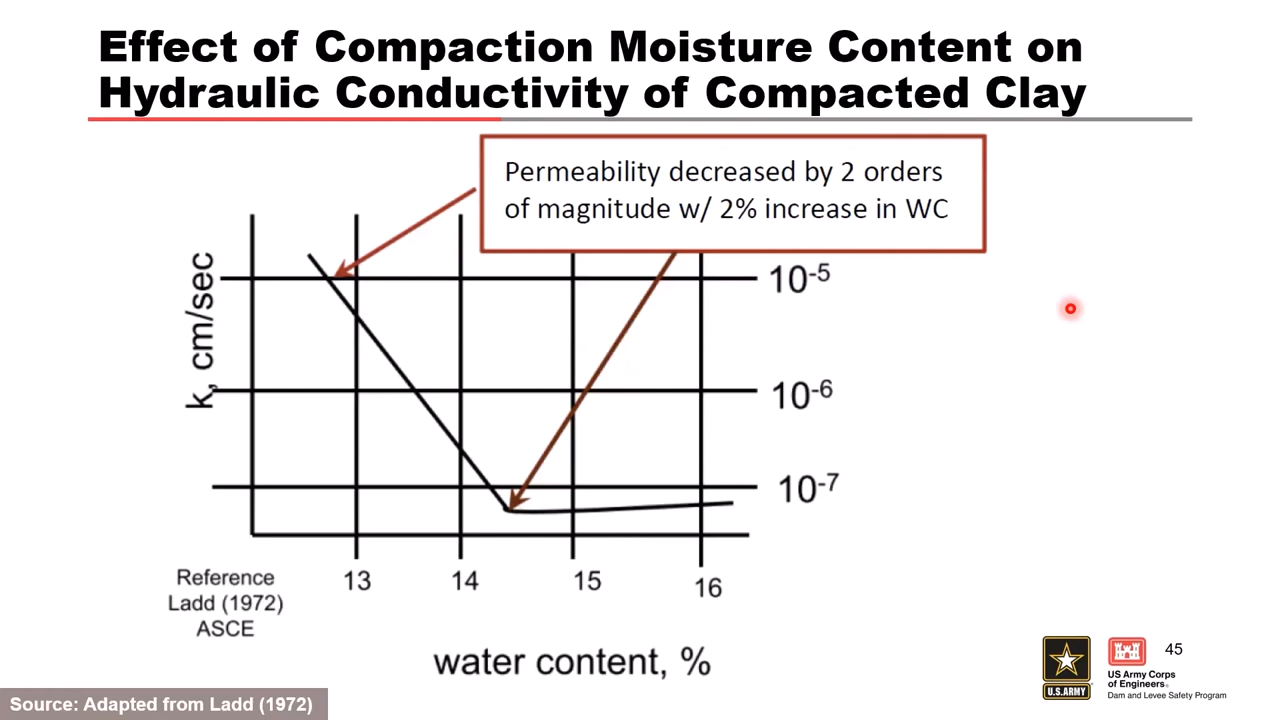 Effect of Compaction Moisture Content on
Hydraulic Conductivity of Compacted Clay
Permeability decreased by 2 orders
of magnitude w/ 2% increase in WC
k, cm/sec
10-5
10-6
10-7
13
14
15
16
Reference
Ladd (1972)
ASCE
water content, %
Source: Adapted from Ladd (1972)
U.S.ARMY
US Army Corps
of Engineers®
Dam and Levee Safety Program
45